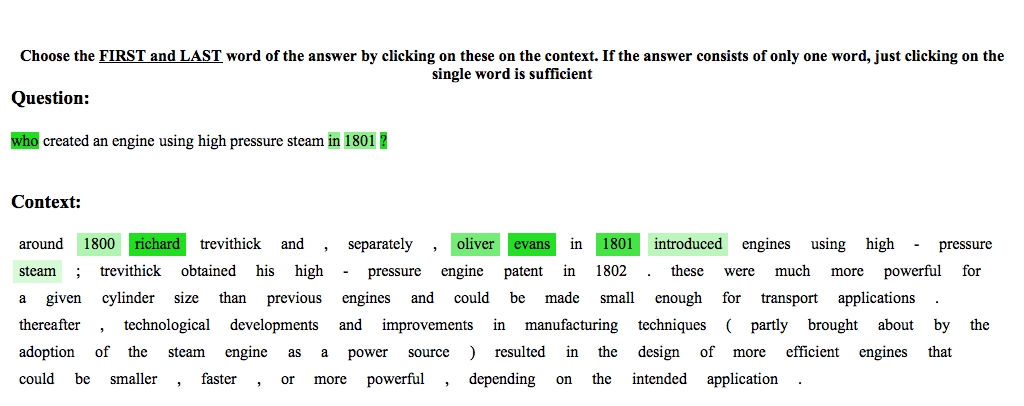 Choose the FIRST and LAST word of the answer by clicking on these on the context. If the answer consists of only one word, just clicking on the
single word is sufficient
Question:
who created an engine using high pressure steam in 1801 ?
Context:
around 1800 richard trevithick and , separately , oliver evans in 1801 introduced engines using high - pressure
steam ; trevithick obtained his high - pressure engine patent in 1802 . these were much more powerful for
a given cylinder size than previous engines and could be made small enough for transport applications .
thereafter , technological developments and improvements in manufacturing techniques ( partly brought about by the
adoption of the steam engine as a power source ) resulted in the design of more efficient engines that
could be smaller , faster , or more powerful , depending on the intended application .